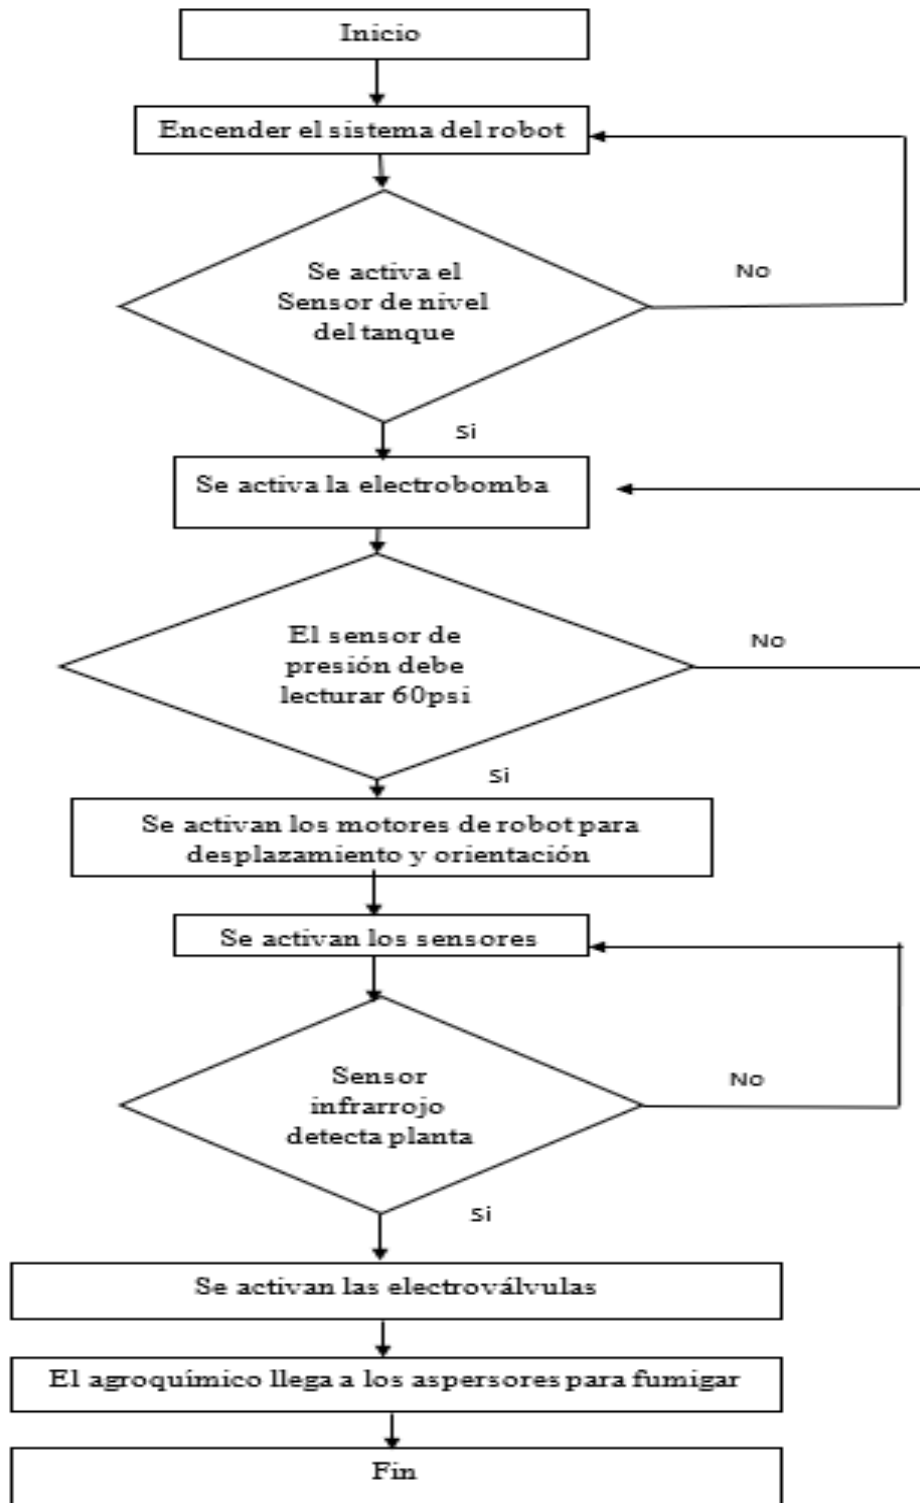 Inicio
Encender el sistema del robot
Se activa el
Sensor de nivel
del tanque
No
Si
Se activa la electrobomba
El sensor de
presión debe
lecturar 60psi
No
Si
Se activan los motores de robot para
desplazamiento y orientación
Se activan los sensores
Sensor
infrarrojo
detecta planta
No
Si
Se activan las electroválvulas
El agroquímico llega a los aspersores para fumigar
Fin